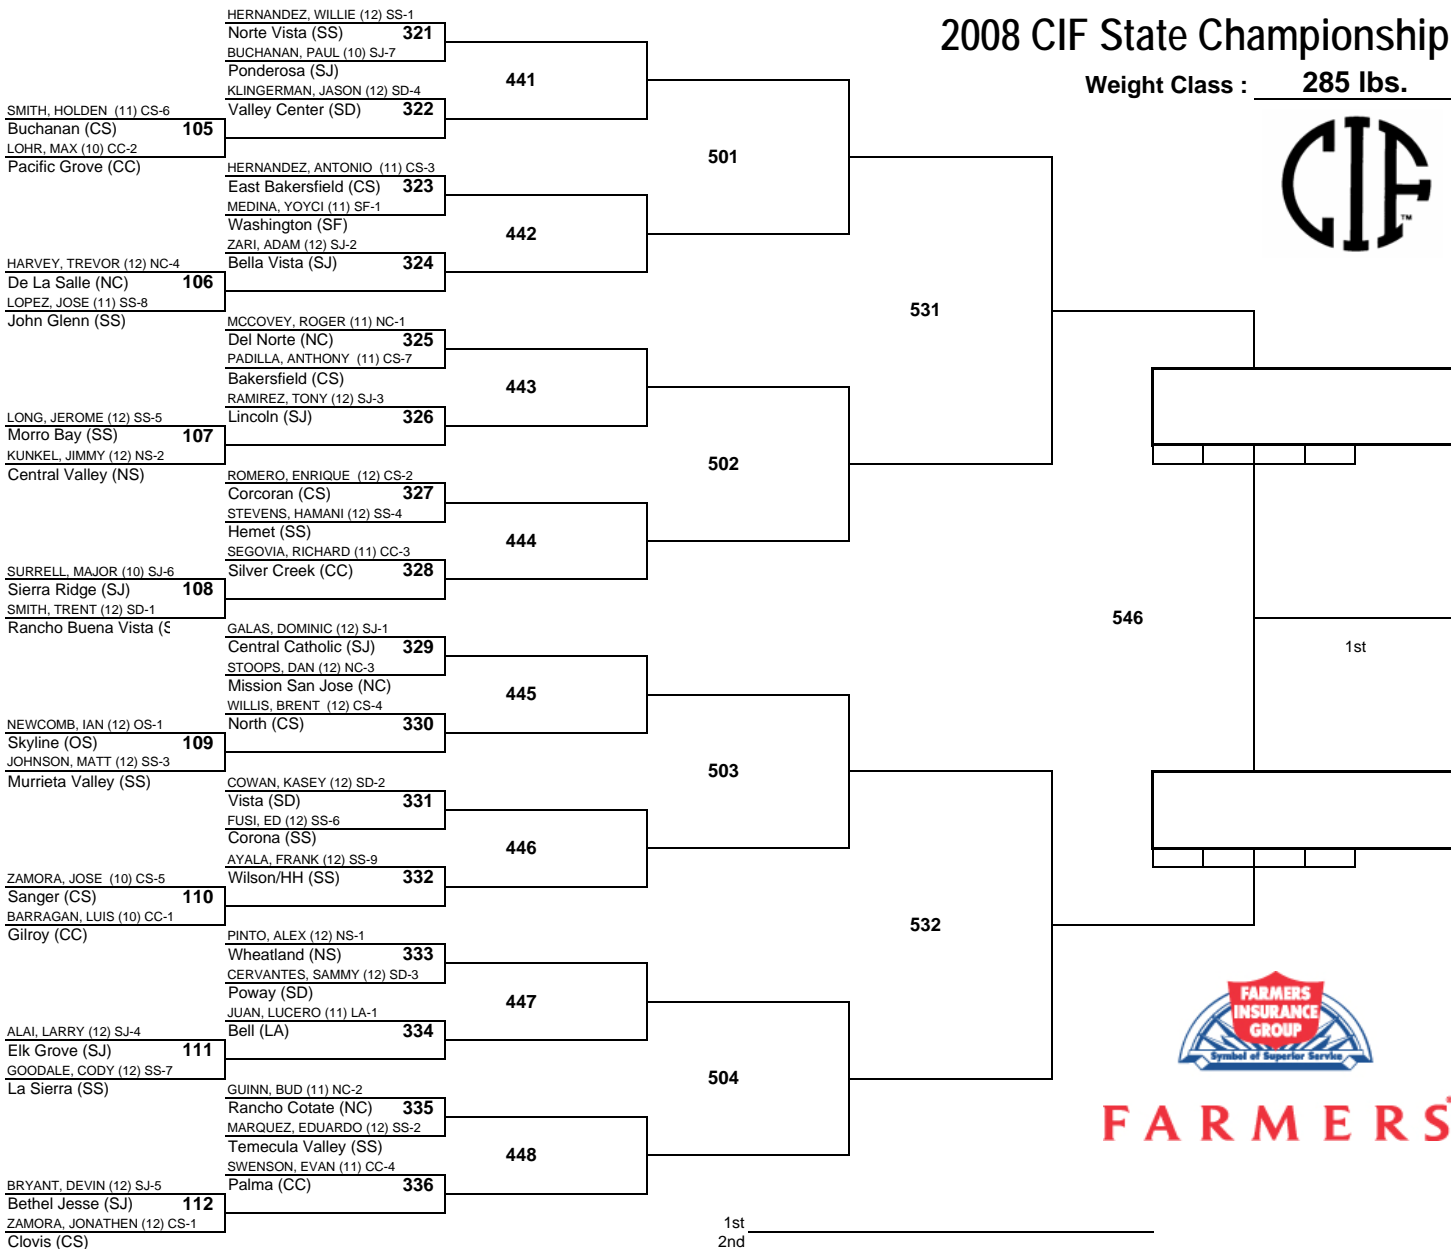 2008 CIF State Championship
Weight Class : 285 lbs.
CIF
TM
SMITH, HOLDEN (11) CS-6
Buchanan (CS) 105
LOHR, MAX (10) CC-2
Pacific Grove (CC)
HARVEY, TREVOR (12) NC-4
De La Salle (NC) 106
LOPEZ, JOSE (11) SS-8
John Glenn (SS)
LONG, JEROME (12) SS-5
Morro Bay (SS) 107
KUNKEL, JIMMY (12) NS-2
Central Valley (NS)
SURRELL, MAJOR (10) SJ-6
Sierra Ridge (SJ) 108
SMITH, TRENT (12) SD-1
Rancho Buena Vista (S
NEWCOMB, IAN (12) OS-1
Skyline (OS) 109
JOHNSON, MATT (12) SS-3
Murrieta Valley (SS)
ZAMORA, JOSE (10) CS-5
Sanger (CS) 110
BARRAGAN, LUIS (10) CC-1
Gilroy (CC)
ALAI, LARRY (12) SJ-4
Elk Grove (SJ) 111
GOODALE, CODY (12) SS-7
La Sierra (SS)
BRYANT, DEVIN (12) SJ-5
Bethel Jesse (SJ) 112
ZAMORA, JONATHEN (12) CS-1
Clovis (CS)
HERNANDEZ, WILLIE (12) SS-1
Norte Vista (SS) 321
BUCHANAN, PAUL (10) SJ-7
Ponderosa (SJ)
KLINGERMAN, JASON (12) SD-4
Valley Center (SD) 322
HERNANDEZ, ANTONIO (11) CS-3
East Bakersfield (CS) 323
MEDINA, YOYCI (11) SF-1
Washington (SF)
ZARI, ADAM (12) SJ-2
Bella Vista (SJ) 324
MCCOVEY, ROGER (11) NC-1
Del Norte (NC) 325
PADILLA, ANTHONY (11) CS-7
Bakersfield (CS)
RAMIREZ, TONY (12) SJ-3
Lincoln (SJ) 326
ROMERO, ENRIQUE (12) CS-2
Corcoran (CS) 327
STEVENS, HAMANI (12) SS-4
Hemet (SS)
SEGOVIA, RICHARD (11) CC-3
Silver Creek (CC) 328
GALAS, DOMINIC (12) SJ-1
Central Catholic (SJ) 329
STOOPS, DAN (12) NC-3
Mission San Jose (NC)
WILLIS, BRENT (12) CS-4
North (CS) 330
COWAN, KASEY (12) SD-2
Vista (SD) 331
FUSI, ED (12) SS-6
Corona (SS)
AYALA, FRANK (12) SS-9
Wilson/HH (SS) 332
PINTO, ALEX (12) NS-1
Wheatland (NS) 333
CERVANTES, SAMMY (12) SD-3
Poway (SD)
JUAN, LUCERO (11) LA-1
Bell (LA) 334
GUINN, BUD (11) NC-2
Rancho Cotate (NC) 335
MARQUEZ, EDUARDO (12) SS-2
Temecula Valley (SS)
SWENSON, EVAN (11) CC-4
Palma (CC) 336
441
442
443
444
445
446
447
448
501
502
503
504
531
532
546
1st
FARMERS
INSURANCE
GROUP
Symbol of Superior Service
FARMERS
1st
2nd